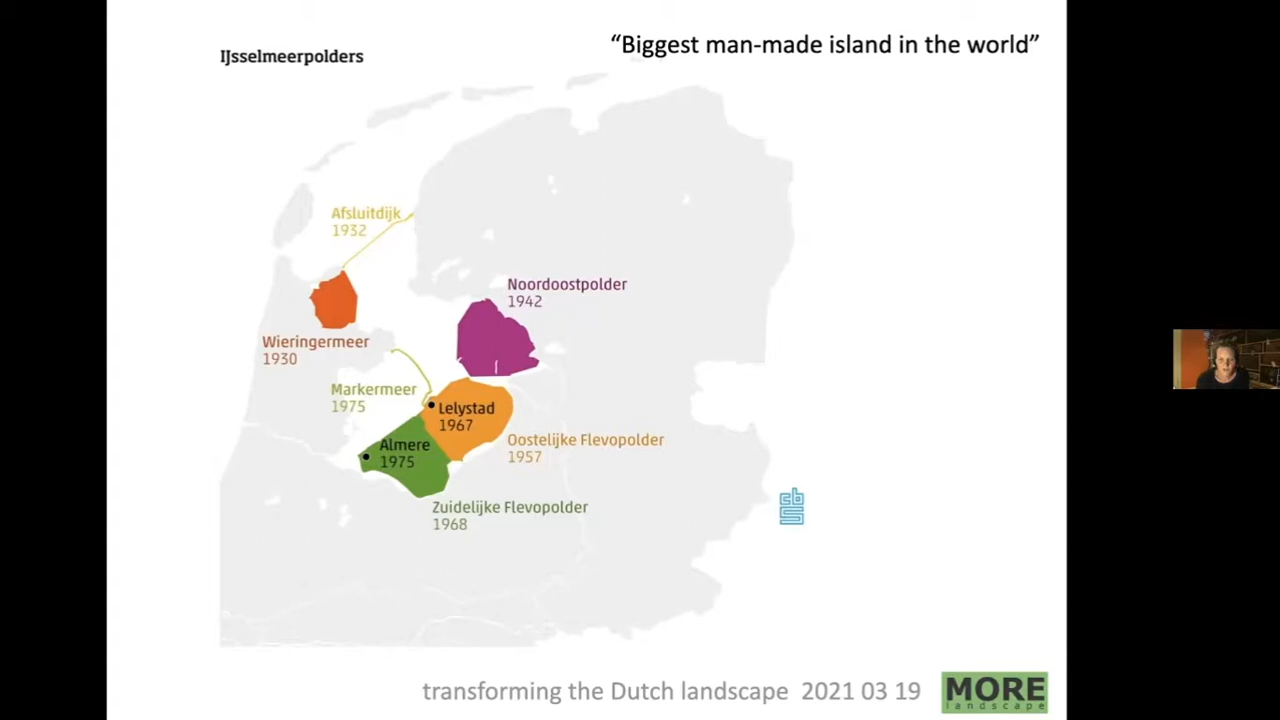 IJsselmeerpolders
“Biggest man-made island in the world”
Afsluitdijk
1932
Noordoostpolder
1942
Wieringermeer
1930
Markermeer
1975
Lelystad
1967
Almere
1975
Oostelijke Flevopolder
1957
Zuidelijke Flevopolder
1968
cbs
transforming the Dutch landscape 2021 03 19
MORE
landscape